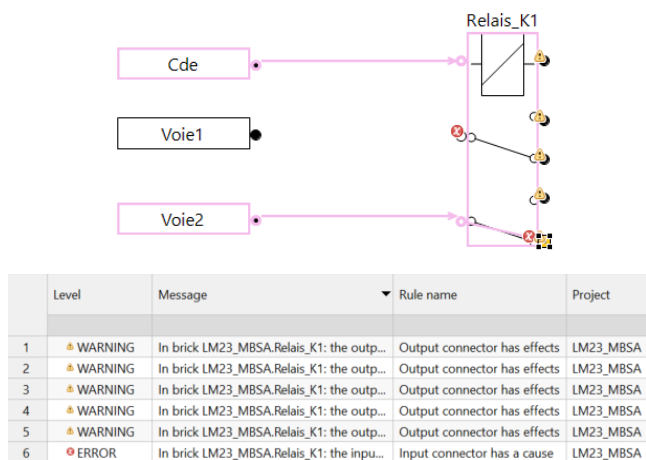 Relais_K1
Cde
Voie1
Voie2
Level Message Rule name Project
1 WARNING In brick LM23_MBSA.Relais_K1: the outp... Output connector has effects LM23_MBSA
2 WARNING In brick LM23_MBSA.Relais_K1: the outp... Output connector has effects LM23_MBSA
3 WARNING In brick LM23_MBSA.Relais_K1: the outp... Output connector has effects LM23_MBSA
4 WARNING In brick LM23_MBSA.Relais_K1: the outp... Output connector has effects LM23_MBSA
5 WARNING In brick LM23_MBSA.Relais_K1: the outp... Output connector has effects LM23_MBSA
6 ERROR In brick LM23_MBSA.Relais_K1: the inpu... Input connector has a cause LM23_MBSA